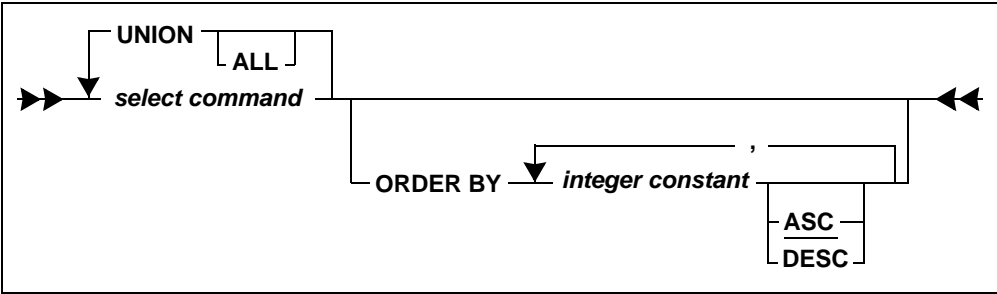 UNION
ALL
select command
,
ORDER BY integer constant
ASC
DESC